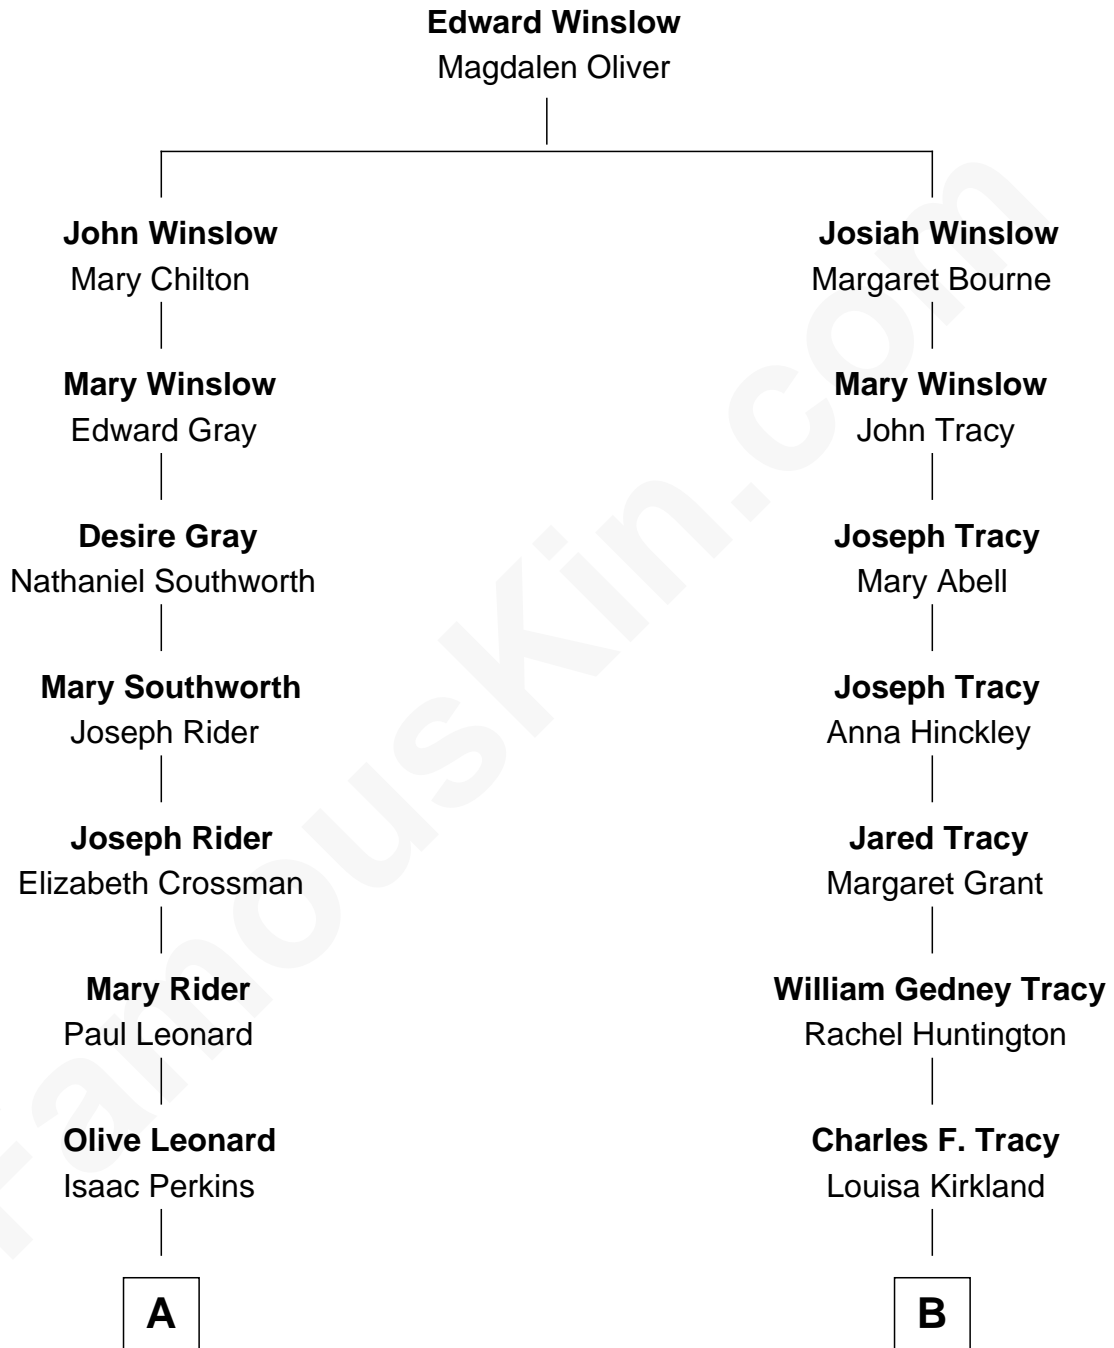 Edward Winslow
Magdalen Oliver
John Winslow
Mary Chilton
Josiah Winslow
Margaret Bourne
Mary Winslow
Edward Gray
Mary Winslow
John Tracy
Desire Gray
Nathaniel Southworth
Joseph Tracy
Mary Abell
Mary Southworth
Joseph Rider
Joseph Tracy
Anna Hinckley
Joseph Rider
Elizabeth Crossman
Jared Tracy
Margaret Grant
Mary Rider
Paul Leonard
William Gedney Tracy
Rachel Huntington
Olive Leonard
Isaac Perkins
Charles F. Tracy
Louisa Kirkland
A
B
FamousKin.com